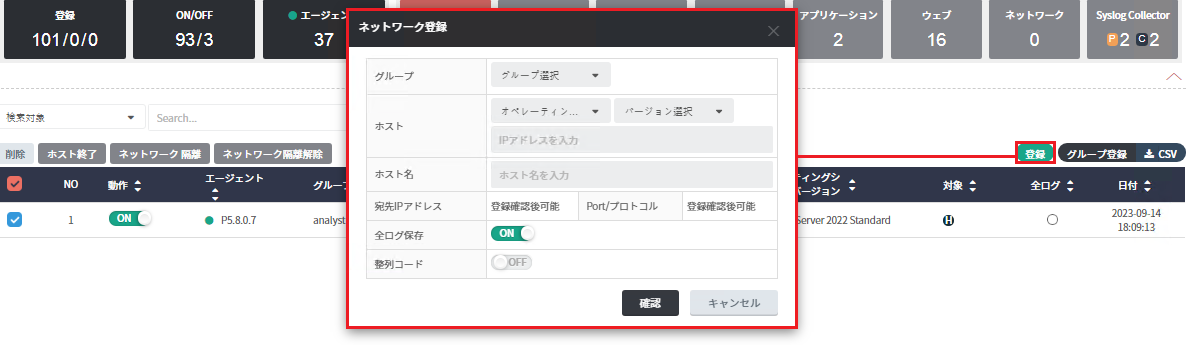 登録
101/0/0
ON/OFF
93/3
エージェント
37
アプリケーション
2
ウェブ
16
ネットワーク
0
Syslog Collector
P 2 C 2
ネットワーク登録
グループ
グループ選択
ホスト
オペレーティン...
バージョン選択
IPアドレスを入力
ホスト名
ホスト名を入力
宛先IPアドレス
登録確認後可能
Port/プロトコル
登録確認後可能
全ログ保存
ON
整列コード
OFF
確認
キャンセル
検索対象
Search...
削除
ホスト終了
ネットワーク 隔離
ネットワーク隔離解除
登録
グループ登録
CSV
NO
動作
エージェント
グループ
ティングシ
バージョン
対象
全ログ
日付
1
ON
P5.8.0.7
analyst
Server 2022 Standard
H
2023-09-14
18:09:13